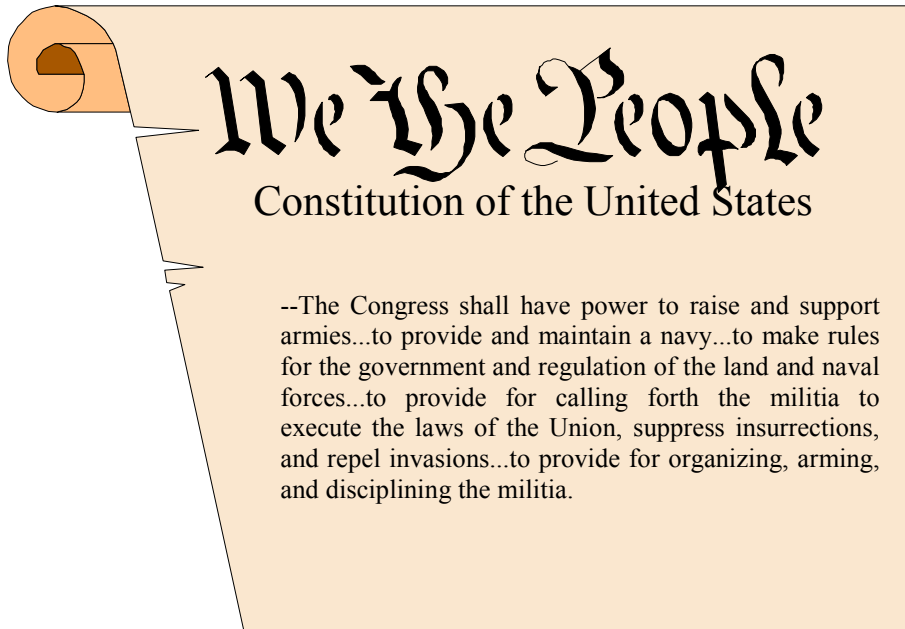 We the People
Constitution of the United States
--The Congress shall have power to raise and support
armies...to provide and maintain a navy...to make rules
for the government and regulation of the land and naval
forces...to provide for calling forth the militia to
execute the laws of the Union, suppress insurrections,
and repel invasions...to provide for organizing, arming,
and disciplining the militia.